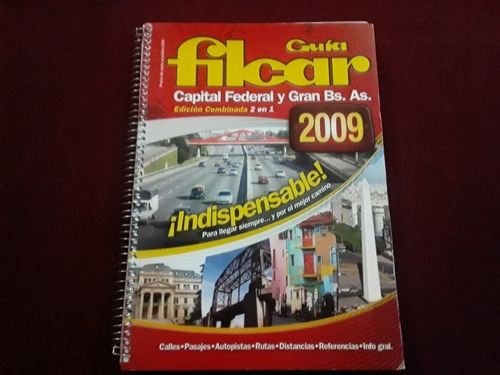 Guía
filcar
Capital Federal y Gran Bs. As.
Edición Combinada 2 en 1
2009
¡Indispensable!
Para llegar siempre... y por el mejor camino
Calles•Pasajes•Autopistas•Rutas•Distancias•Referencias•Info gral.